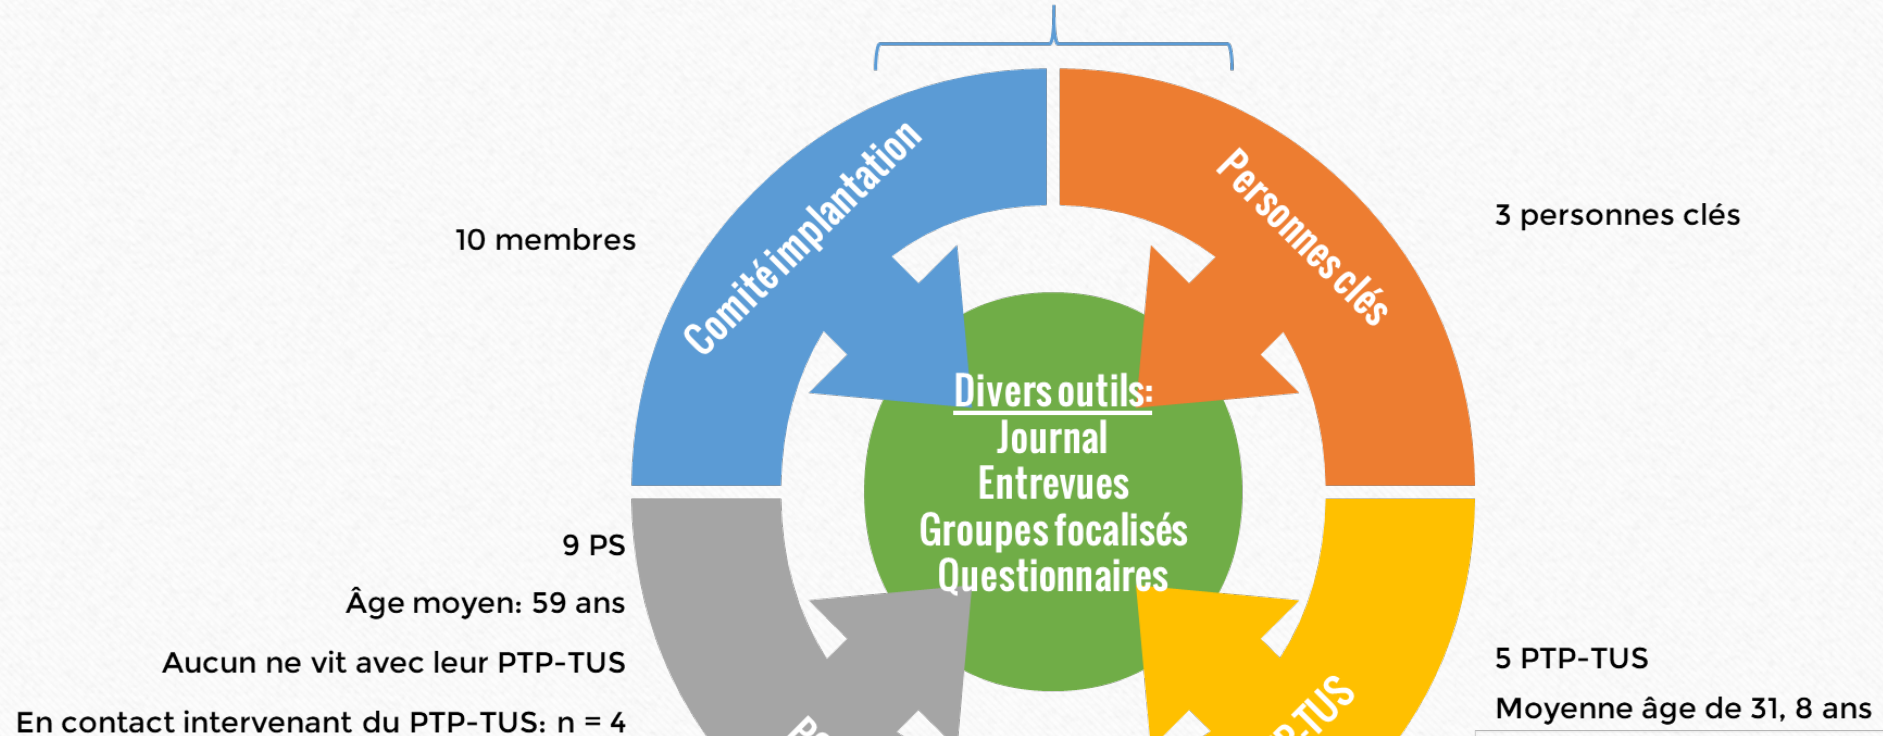 Comité implantation
Personnes clés
10 membres
3 personnes clés
Divers outils:
Journal
Entrevues
Groupes focalisés
Questionnaires
9 PS
Âge moyen: 59 ans
Aucun ne vit avec leur PTP-TUS
En contact intervenant du PTP-TUS: n = 4
5 PTP-TUS
Moyenne âge de 31, 8 ans